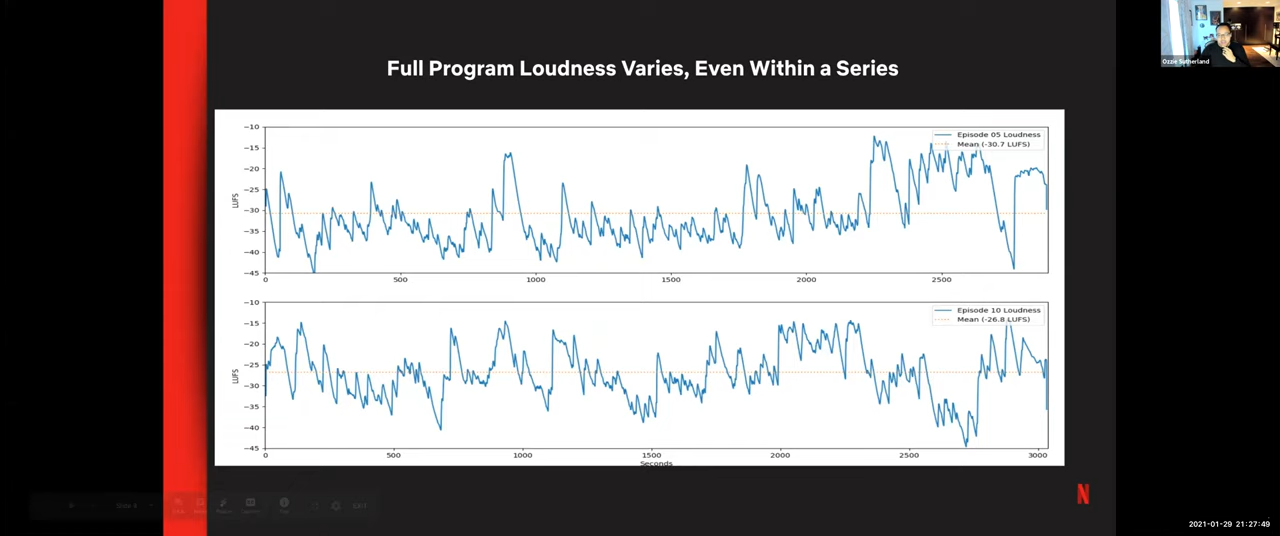 Full Program Loudness Varies, Even Within a Series
Ozzie Sutherland
Episode 05 Loudness
Mean (-30.7 LUFS)
−10
−15
−20
−25
−30
−35
−40
−45
LUFS
0 500 1000 1500 2000 2500
Episode 10 Loudness
Mean (-26.8 LUFS)
−10
−15
−20
−25
−30
−35
−40
−45
LUFS
0 500 1000 1500 2000 2500 3000
Seconds
N
Slide
EXIT
2021-01-29 21:27:49